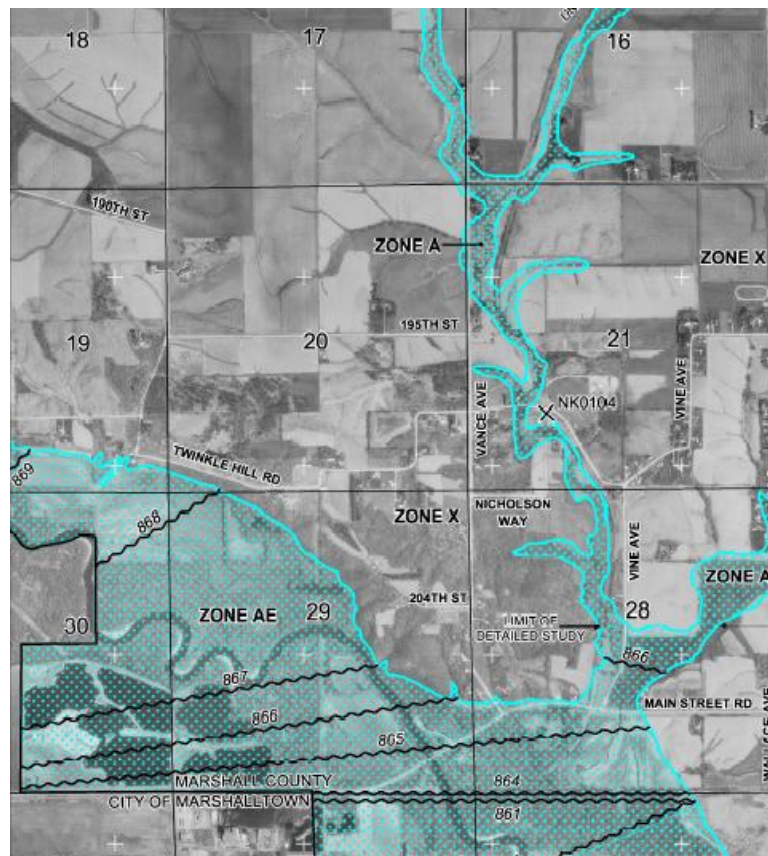 18
17
16
190TH ST
ZONE A
ZONE X
195TH ST
19
20
21
VANCE AVE
VINE AVE
NK0104
TWINKLE HILL RD
869
868
NICHOLSON
WAY
ZONE X
VINE AVE
204TH ST
ZONE A
ZONE AE
29
30
LIMIT OF
DETAILED STUDY
28
866
867
866
865
MAIN STREET RD
WALLACE AVE
MARSHALL COUNTY
864
CITY OF MARSHALLTOWN
861